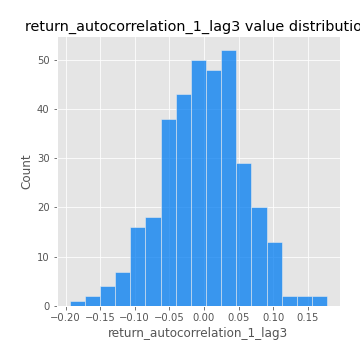 return_autocorrelation_1_lag3 value distributio
50
40
30
20
10
0
Count
−0.20 −0.15 −0.10 −0.05 0.00 0.05 0.10 0.15
return_autocorrelation_1_lag3